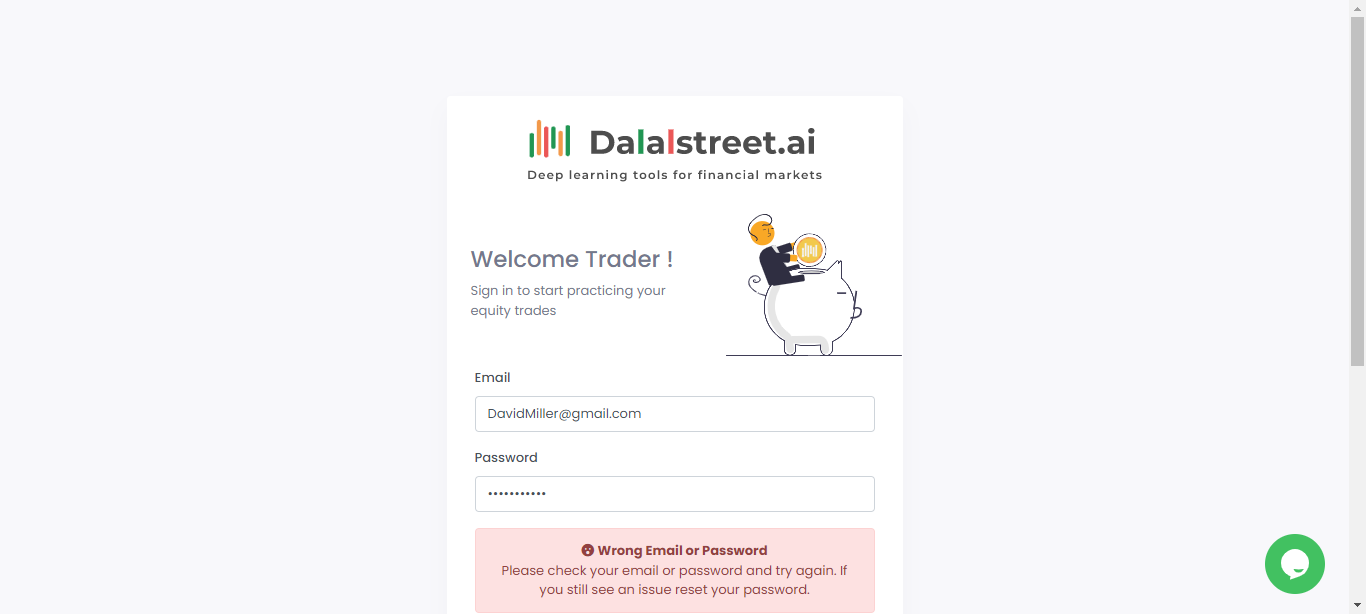 Dalalstreet.ai
Deep learning tools for financial markets
Welcome Trader !
Sign in to start practicing your
equity trades
Email
DavidMiller@gmail.com
Password
•••••••••••
Wrong Email or Password
Please check your email or password and try again. If
you still see an issue reset your password.